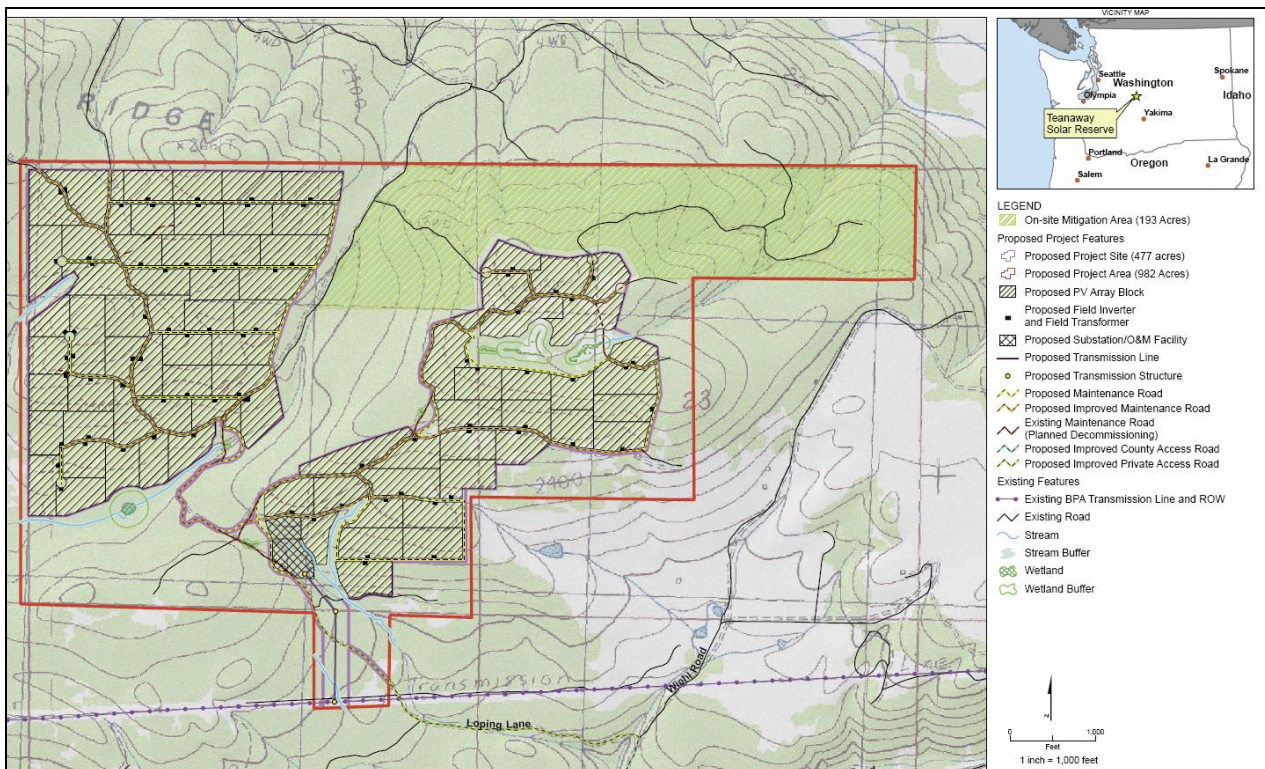 VICINITY MAP
Seattle
Spokane
Washington
Olympia
Idaho
Teanaway
Solar Reserve
Yakima
Portland
Oregon
La Grande
Salem
LEGEND
On-site Mitigation Area (193 Acres)
Proposed Project Features
Proposed Project Site (477 acres)
Proposed Project Area (982 Acres)
Proposed PV Array Block
Proposed Field Inverter
and Field Transformer
Proposed Substation/O&M Facility
Proposed Transmission Line
Proposed Transmission Structure
Proposed Maintenance Road
Proposed Improved Maintenance Road
Existing Maintenance Road
(Planned Decommissioning)
Proposed Improved County Access Road
Proposed Improved Private Access Road
Existing Features
Existing BPA Transmission Line and ROW
Existing Road
Stream
Stream Buffer
Wetland
Wetland Buffer
N
0 1,000
Feet
1 inch = 1,000 feet
4WD
4WD
2400
RIDGE
23
2400
Transmission
Line
Wiehl Road
Loping Lane